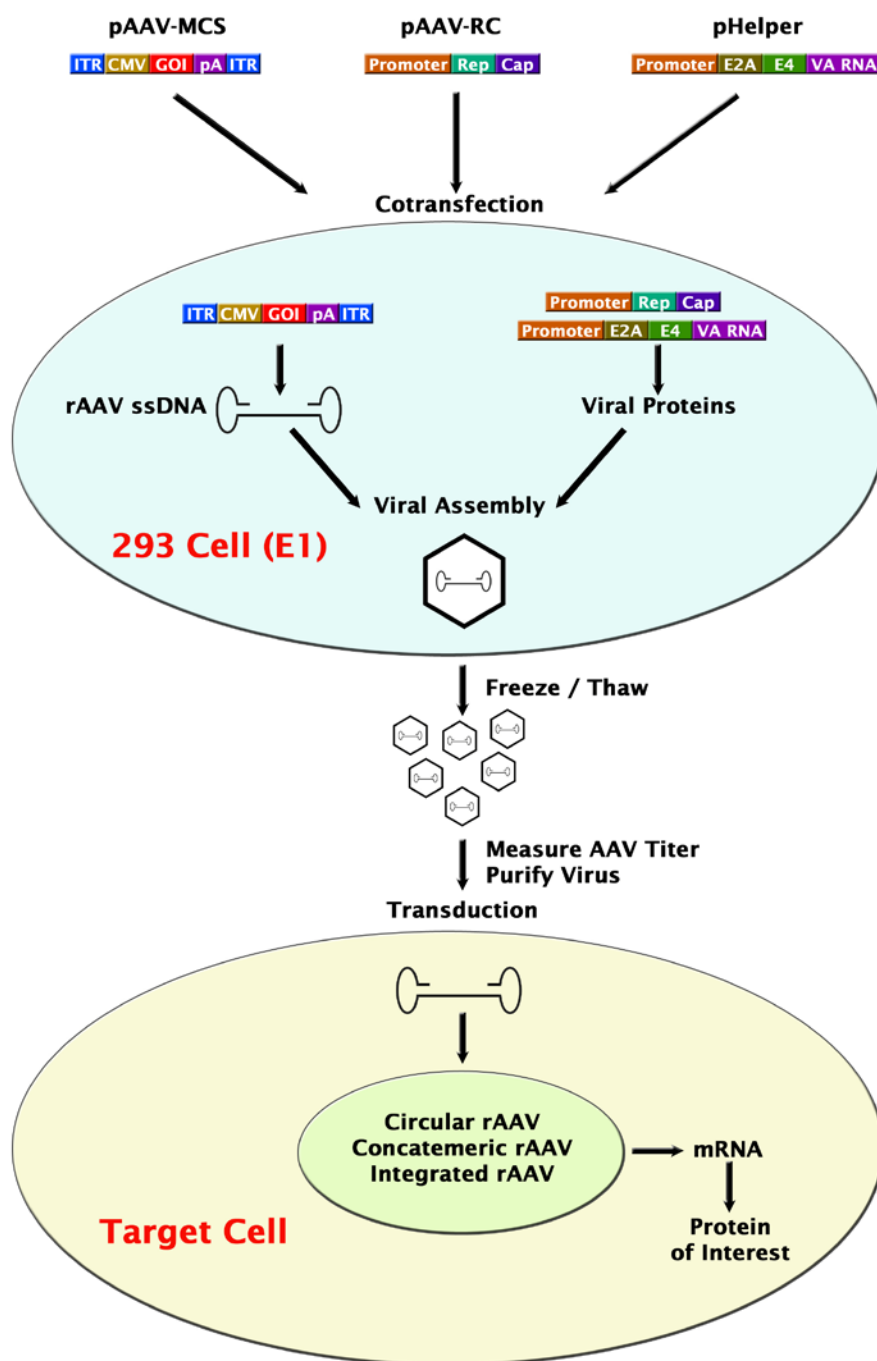 pAAV-MCS
pAAV-RC
pHelper
ITR CMV GOI pA ITR
Promoter Rep Cap
Promoter E2A E4 VA RNA
Cotransfection
ITR CMV GOI pA ITR
Promoter Rep Cap
Promoter E2A E4 VA RNA
rAAV ssDNA
Viral Proteins
Viral Assembly
293 Cell (E1)
Freeze / Thaw
Measure AAV Titer
Purify Virus
Transduction
Circular rAAV
Concatemeric rAAV
Integrated rAAV
mRNA
Protein
of Interest
Target Cell